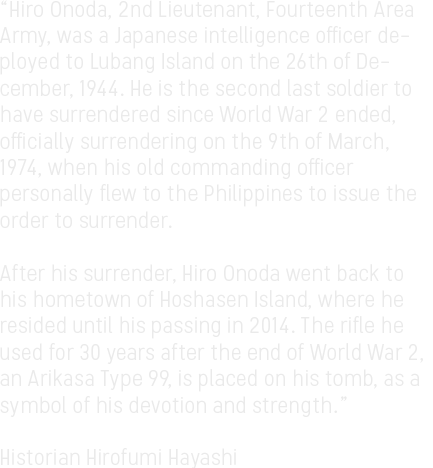 “Hiro Onoda, 2nd Lieutenant, Fourteenth Area
Army, was a Japanese intelligence officer de-
ployed to Lubang Island on the 26th of De-
cember, 1944. He is the second last soldier to
have surrendered since World War 2 ended,
officially surrendering on the 9th of March,
1974, when his old commanding officer
personally flew to the Philippines to issue the
order to surrender.

After his surrender, Hiro Onoda went back to
his hometown of Hoshasen Island, where he
resided until his passing in 2014. The rifle he
used for 30 years after the end of World War 2,
an Arikasa Type 99, is placed on his tomb, as a
symbol of his devotion and strength.”

Historian Hirofumi Hayashi